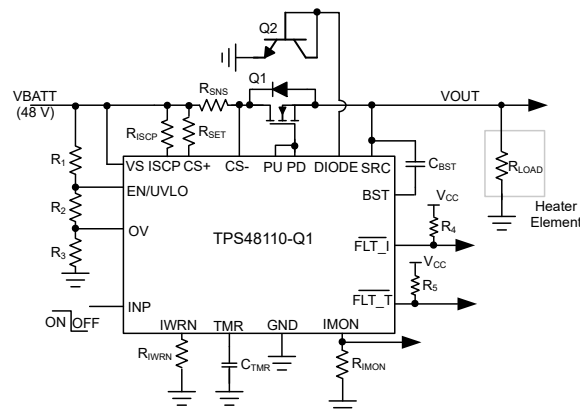 Q2
VBATT
(48 V)
RSNS
Q1
VOUT
RISCP
RSET
R1
R2
R3
VS ISCP CS+ CS- PU PD DIODE SRC
EN/UVLO
OV
INP
ON OFF
BST
CBST
TPS48110-Q1
FLT_I
FLT_T
VCC
R4
VCC
R5
RLOAD
Heater
Element
IWRN TMR GND IMON
RIWRN
CTMR
RIMON